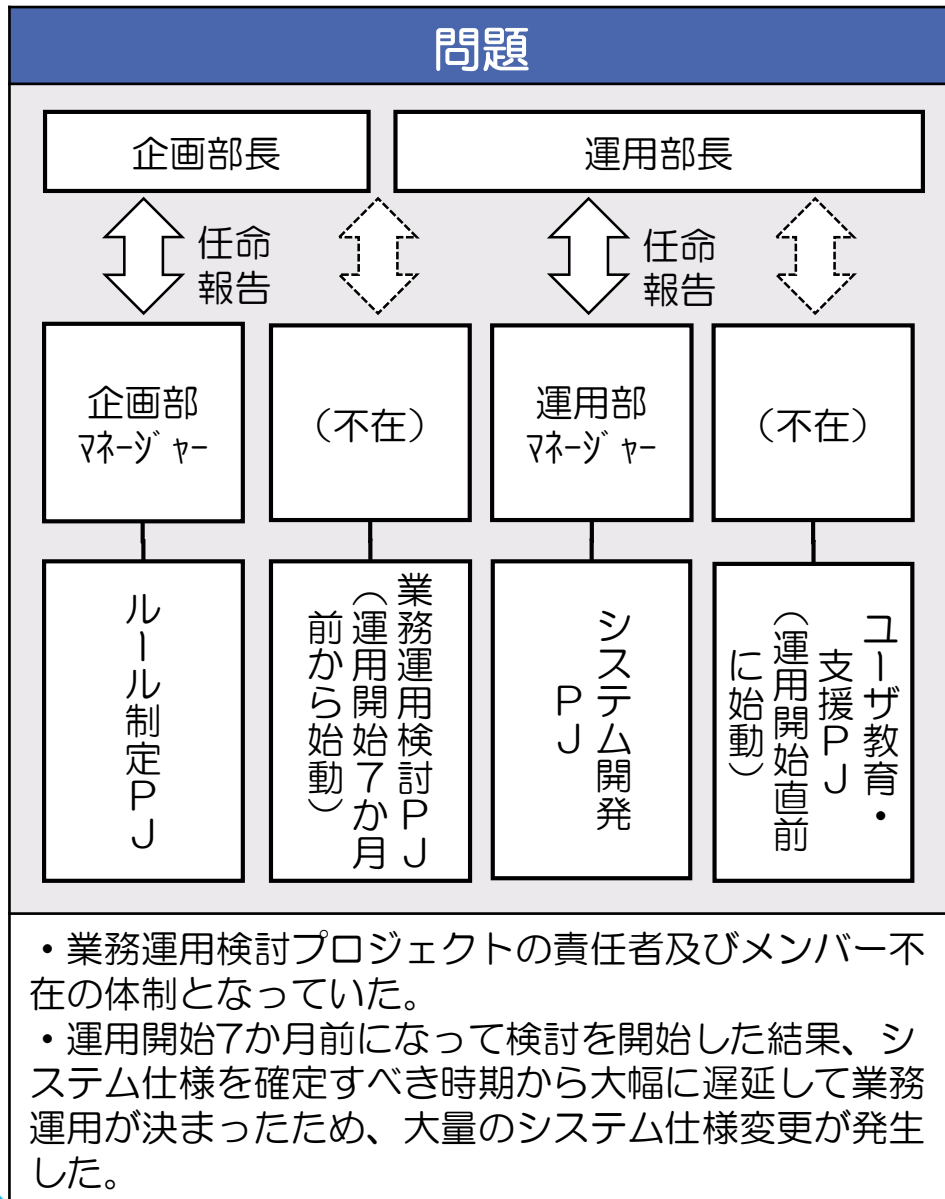 問題
企画部長
運用部長
任命
報告
任命
報告
企画部
ﾏﾈｰｼﾞｬｰ
（不在）
運用部
ﾏﾈｰｼﾞｬｰ
（不在）
ルール制定ＰＪ
業務運用検討ＰＪ
（運用開始７か月
前から始動）
システム開発
ＰＪ
ユーザ教育・
支援ＰＪ
（運用開始直前
に始動）
・業務運用検討プロジェクトの責任者及びメンバー不
在の体制となっていた。
・運用開始7か月前になって検討を開始した結果、シ
ステム仕様を確定すべき時期から大幅に遅延して業務
運用が決まったため、大量のシステム仕様変更が発生
した。